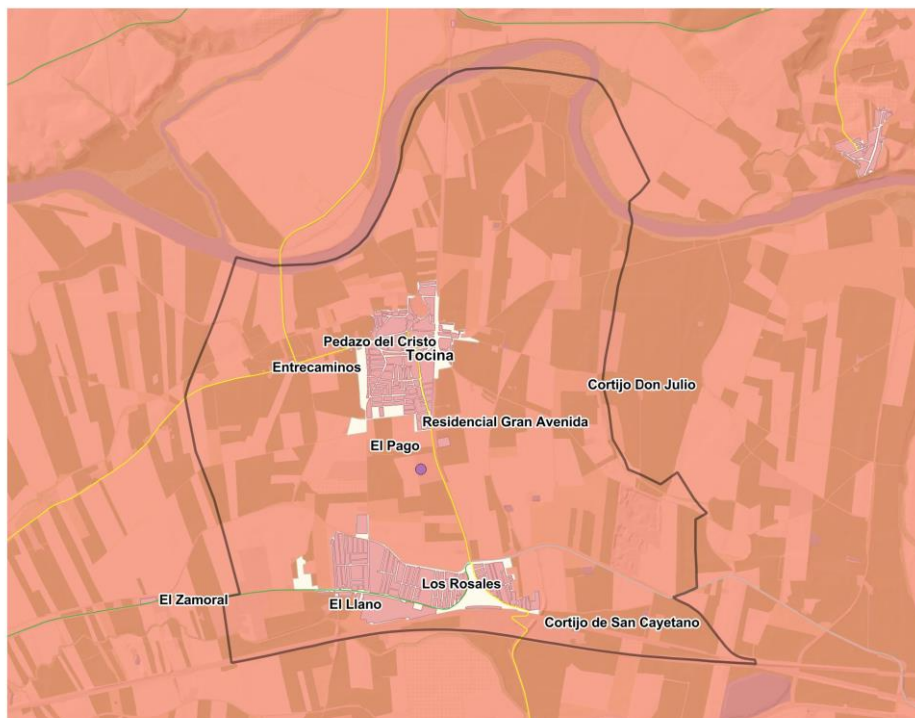 Pedazo del Cristo
Tocina
Entrecaminos
Cortijo Don Julio
Residencial Gran Avenida
El Pago
Los Rosales
El Zamoral
El Llano
Cortijo de San Cayetano